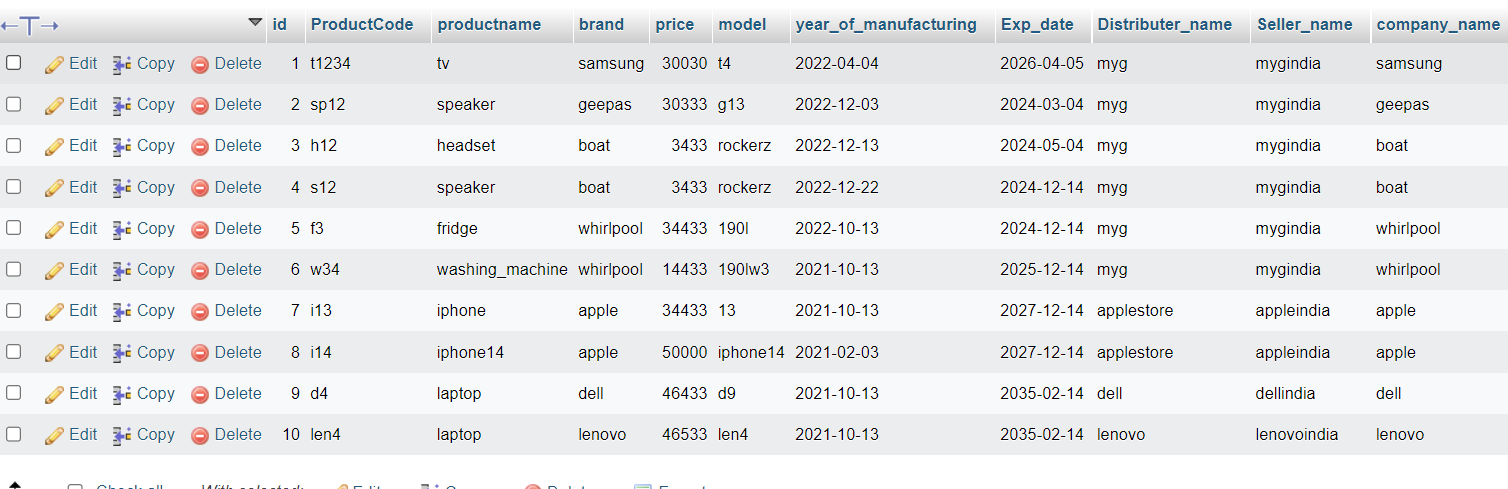 ←T→ id ProductCode productname brand price model year_of_manufacturing Exp_date Distributer_name Seller_name company_name
Edit Copy Delete 1 t1234 tv samsung 30030 t4 2022-04-04 2026-04-05 myg mygindia samsung
Edit Copy Delete 2 sp12 speaker geepas 30333 g13 2022-12-03 2024-03-04 myg mygindia geepas
Edit Copy Delete 3 h12 headset boat 3433 rockerz 2022-12-13 2024-05-04 myg mygindia boat
Edit Copy Delete 4 s12 speaker boat 3433 rockerz 2022-12-22 2024-12-14 myg mygindia boat
Edit Copy Delete 5 f3 fridge whirlpool 34433 190l 2022-10-13 2024-12-14 myg mygindia whirlpool
Edit Copy Delete 6 w34 washing_machine whirlpool 14433 190lw3 2021-10-13 2025-12-14 myg mygindia whirlpool
Edit Copy Delete 7 i13 iphone apple 34433 13 2021-10-13 2027-12-14 applestore appleindia apple
Edit Copy Delete 8 i14 iphone14 apple 50000 iphone14 2021-02-03 2027-12-14 applestore appleindia apple
Edit Copy Delete 9 d4 laptop dell 46433 d9 2021-10-13 2035-02-14 dell dellindia dell
Edit Copy Delete 10 len4 laptop lenovo 46533 len4 2021-10-13 2035-02-14 lenovo lenovoindia lenovo
Check all With selected: Edit